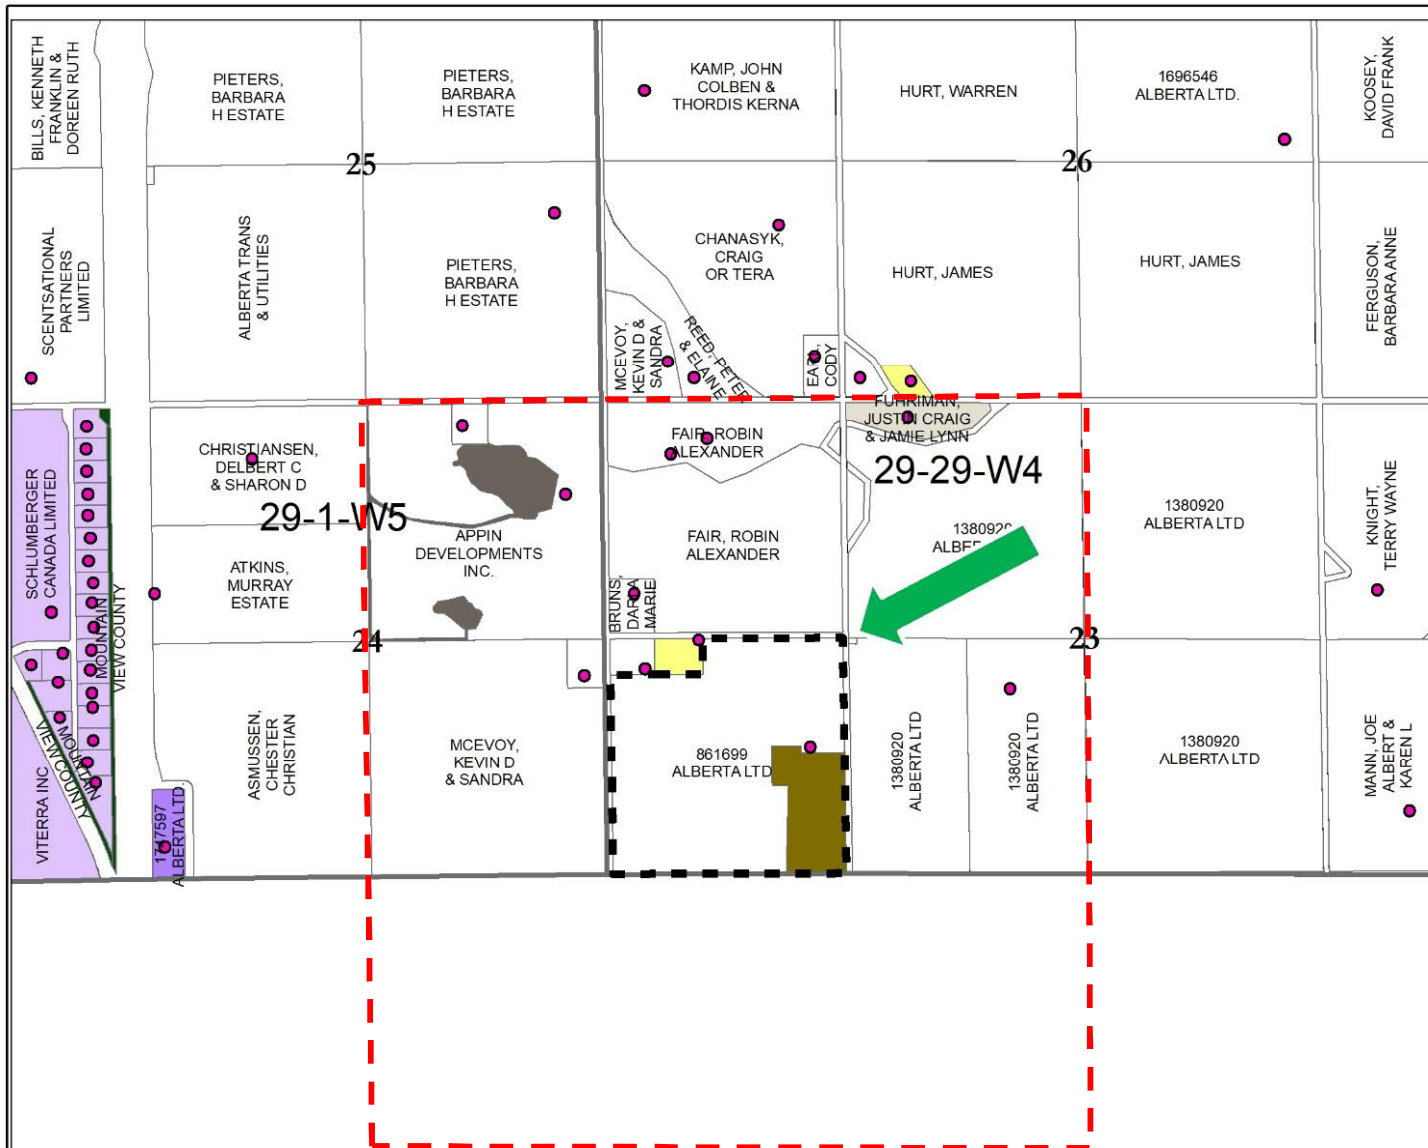 BILLS, KENNETH
FRANKLIN &
DOREEN RUTH
PIETERS,
BARBARA
H ESTATE
PIETERS,
BARBARA
H ESTATE
KAMP, JOHN
COLBEN &
THORDIS KERNA
HURT, WARREN
1696546
ALBERTA LTD.
KOOSEY,
DAVID FRANK
25
26
SCENTSATIONAL
PARTNERS
LIMITED
ALBERTA TRANS
& UTILITIES
PIETERS,
BARBARA
H ESTATE
CHANASYK,
CRAIG
OR TERA
HURT, JAMES
HURT, JAMES
FERGUSON,
BARBARA ANNE
MCEVOY,
KEVIN D &
SANDRA
REED, PETER
& ELAINE
CODY
FUHRIMAN,
JUSTIN CRAIG
& JAMIE LYNN
SCHLUMBERGER
CANADA LIMITED
CHRISTIANSEN,
DELBERT C
& SHARON D
29-1-W5
FAIR, ROBIN
ALEXANDER
29-29-W4
APPIN
DEVELOPMENTS
INC.
FAIR, ROBIN
ALEXANDER
1380920
1380920
ALBERTA LTD
KNIGHT,
TERRY WAYNE
ATKINS,
MURRAY
ESTATE
BRUNS,
DARLA
MARIE
MOUNTAIN
VIEW COUNTY
24
23
MOUNTAIN
VIEW COUNTY
VITERRA INC
ASMUSSEN,
CHESTER
CHRISTIAN
MCEVOY,
KEVIN D
& SANDRA
861699
ALBERTA LTD
1380920
ALBERTA LTD
1380920
ALBERTA LTD
1380920
ALBERTA LTD
MANN, JOE
ALBERT &
KAREN L
1747597
ALBERTA LTD.